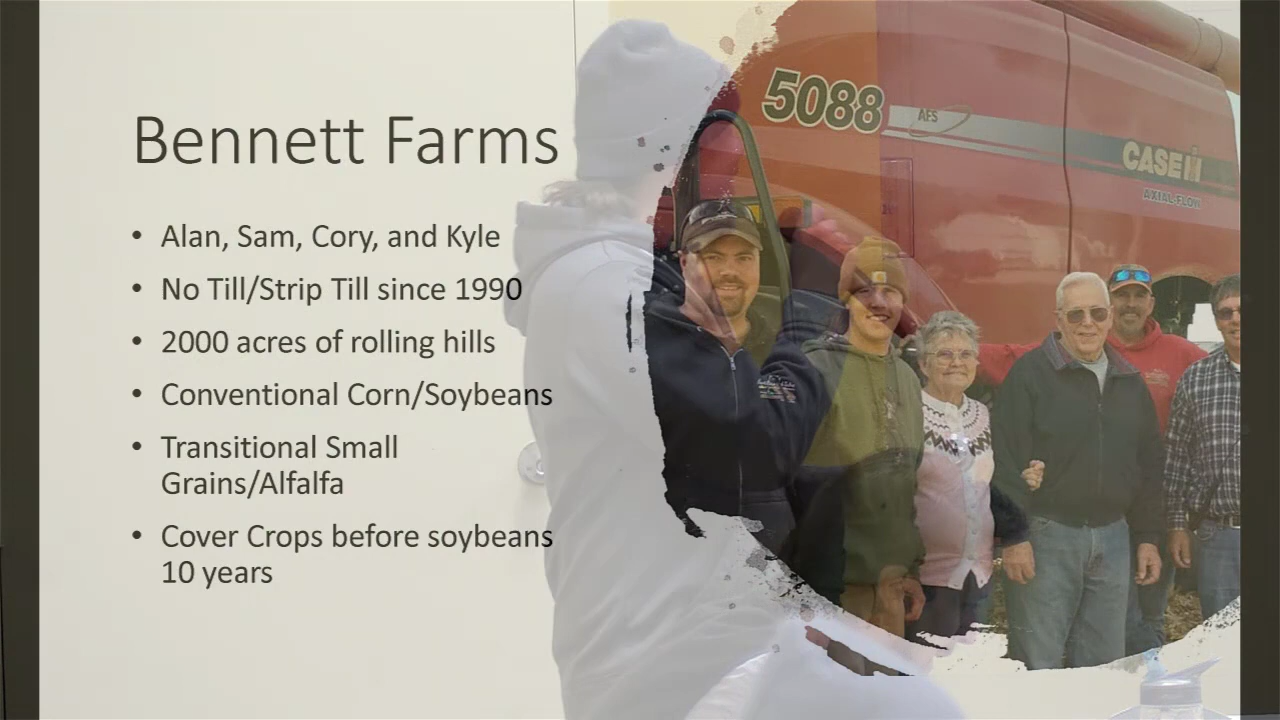 Bennett Farms
• Alan, Sam, Cory, and Kyle
• No Till/Strip Till since 1990
• 2000 acres of rolling hills
• Conventional Corn/Soybeans
• Transitional Small
Grains/Alfalfa
• Cover Crops before soybeans
10 years
5088
AFS
CASE IH
AXIAL-FLOW